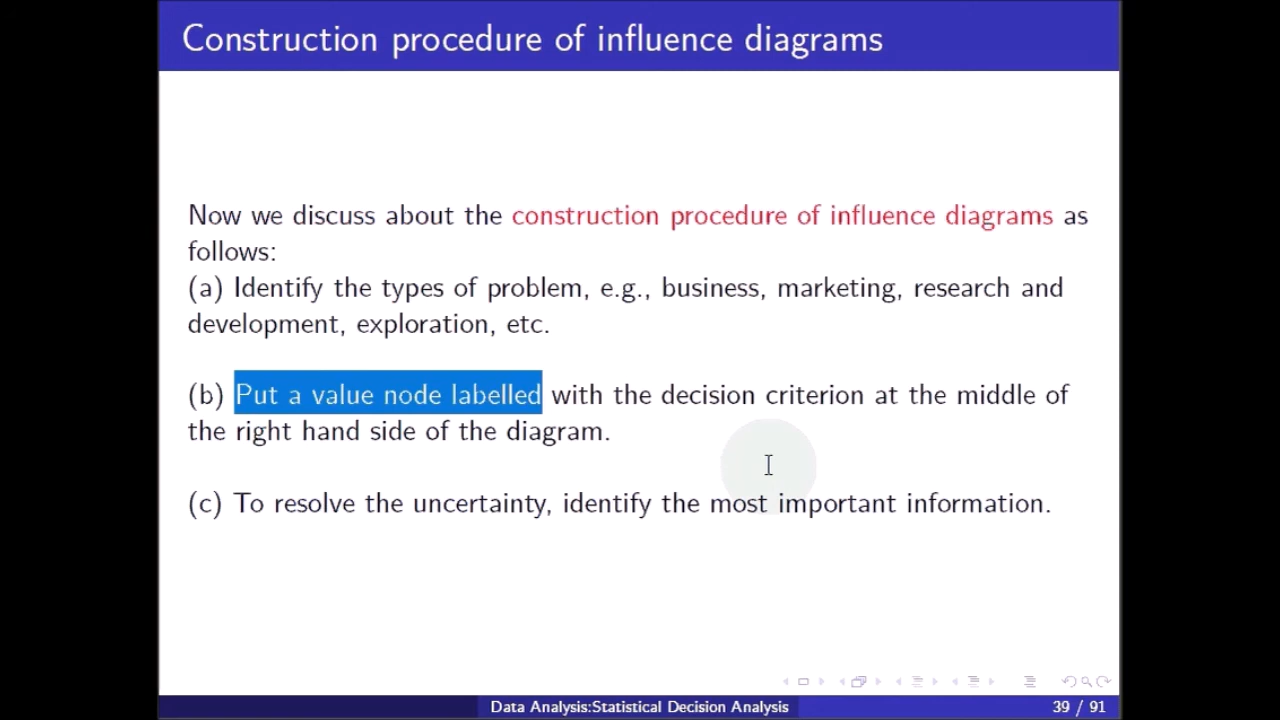 Construction procedure of influence diagrams
Now we discuss about the construction procedure of influence diagrams as
follows:
(a) Identify the types of problem, e.g., business, marketing, research and
development, exploration, etc.
(b) Put a value node labelled with the decision criterion at the middle of
the right hand side of the diagram.
(c) To resolve the uncertainty, identify the most important information.
Data Analysis:Statistical Decision Analysis
39 / 91